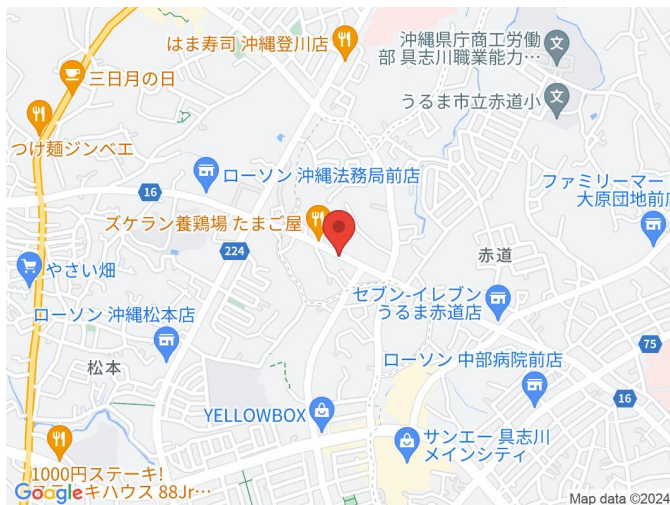 はま寿司 沖縄登川店
沖縄県庁商工労働
部 具志川職業能力…
三日月の日
うるま市立赤道小
つけ麺ジンベエ
ローソン 沖縄法務局前店
16
ファミリーマー
大原団地前店
ズケラン養鶏場 たまご屋
224
赤道
やさい畑
セブン-イレブン
うるま赤道店
ローソン 沖縄松本店
75
松本
ローソン 中部病院前店
16
YELLOWBOX
サンエー 具志川
メインシティ
1000円ステーキ!
ステーキハウス 88Jr…
Google
Map data ©2024